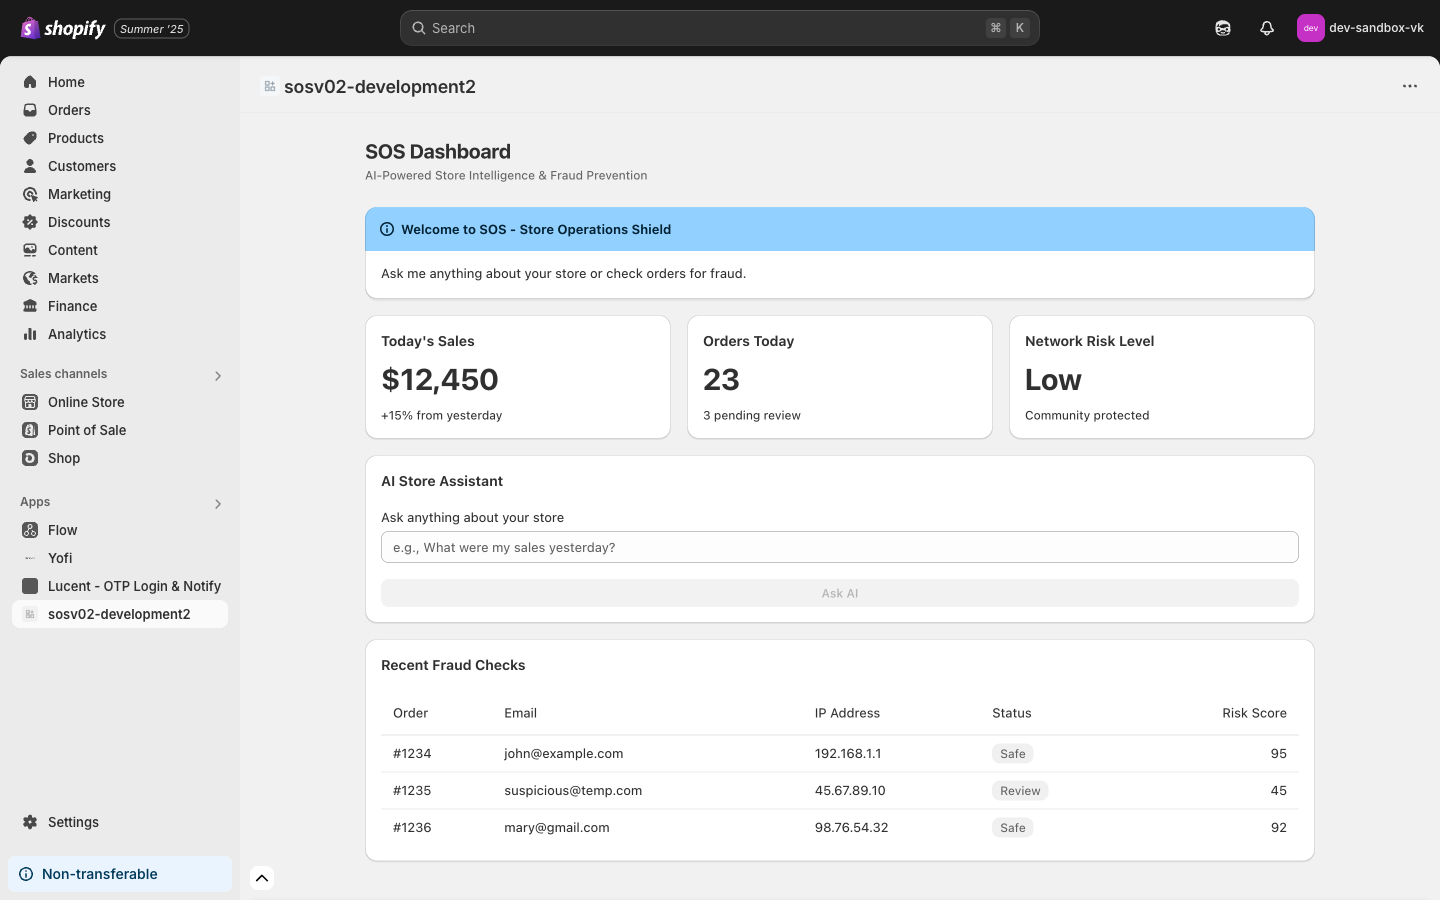 shopify Summer '25
Search ⌘ K
dev dev-sandbox-vk
Home
Orders
Products
Customers
Marketing
Discounts
Content
Markets
Finance
Analytics
Sales channels
Online Store
Point of Sale
Shop
Apps
Flow
Yofi
Lucent - OTP Login & Notify
sosv02-development2
Settings
Non-transferable
sosv02-development2
SOS Dashboard
AI-Powered Store Intelligence & Fraud Prevention
Welcome to SOS - Store Operations Shield
Ask me anything about your store or check orders for fraud.
Today's Sales
$12,450
+15% from yesterday
Orders Today
23
3 pending review
Network Risk Level
Low
Community protected
AI Store Assistant
Ask anything about your store
e.g., What were my sales yesterday?
Ask AI
Recent Fraud Checks
Order Email IP Address Status Risk Score
#1234 john@example.com 192.168.1.1 Safe 95
#1235 suspicious@temp.com 45.67.89.10 Review 45
#1236 mary@gmail.com 98.76.54.32 Safe 92